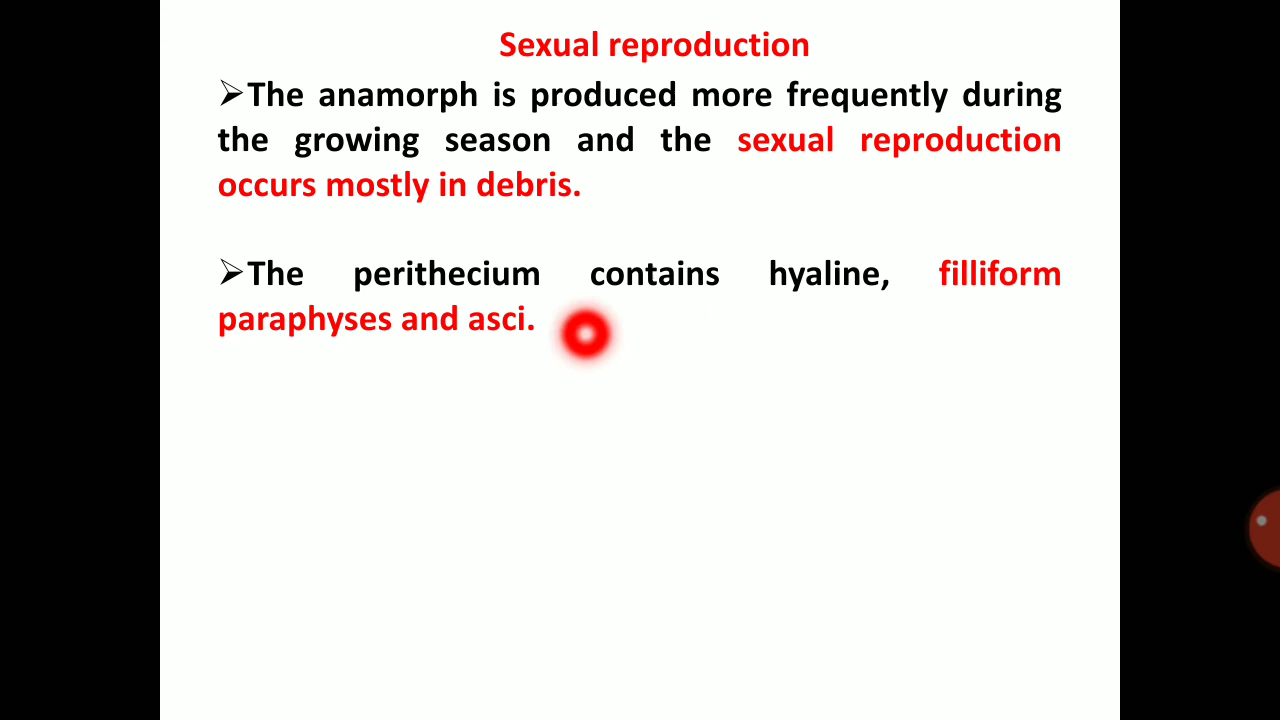 Sexual reproduction
➢The anamorph is produced more frequently during
the growing season and the sexual reproduction
occurs mostly in debris.
➢The perithecium contains hyaline, filliform
paraphyses and asci.